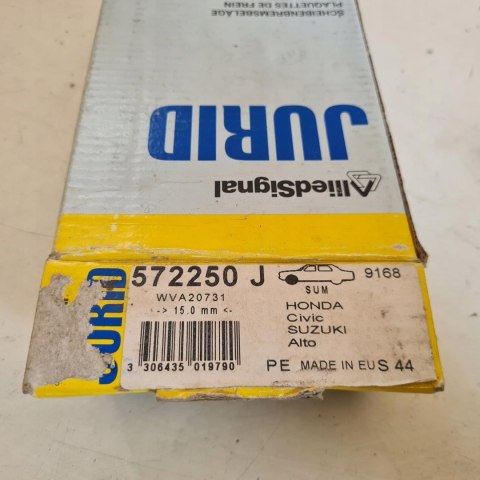 SCHEIBENBREMSBELÄGE
PLAQUETTES DE FREIN
JURID
AlliedSignal
JURID
572250 J
WVA20731
-> 15.0 mm <-
3 306435 019790
SUM
9168
HONDA
Civic
SUZUKI
Alto
PE MADE IN EU S 44